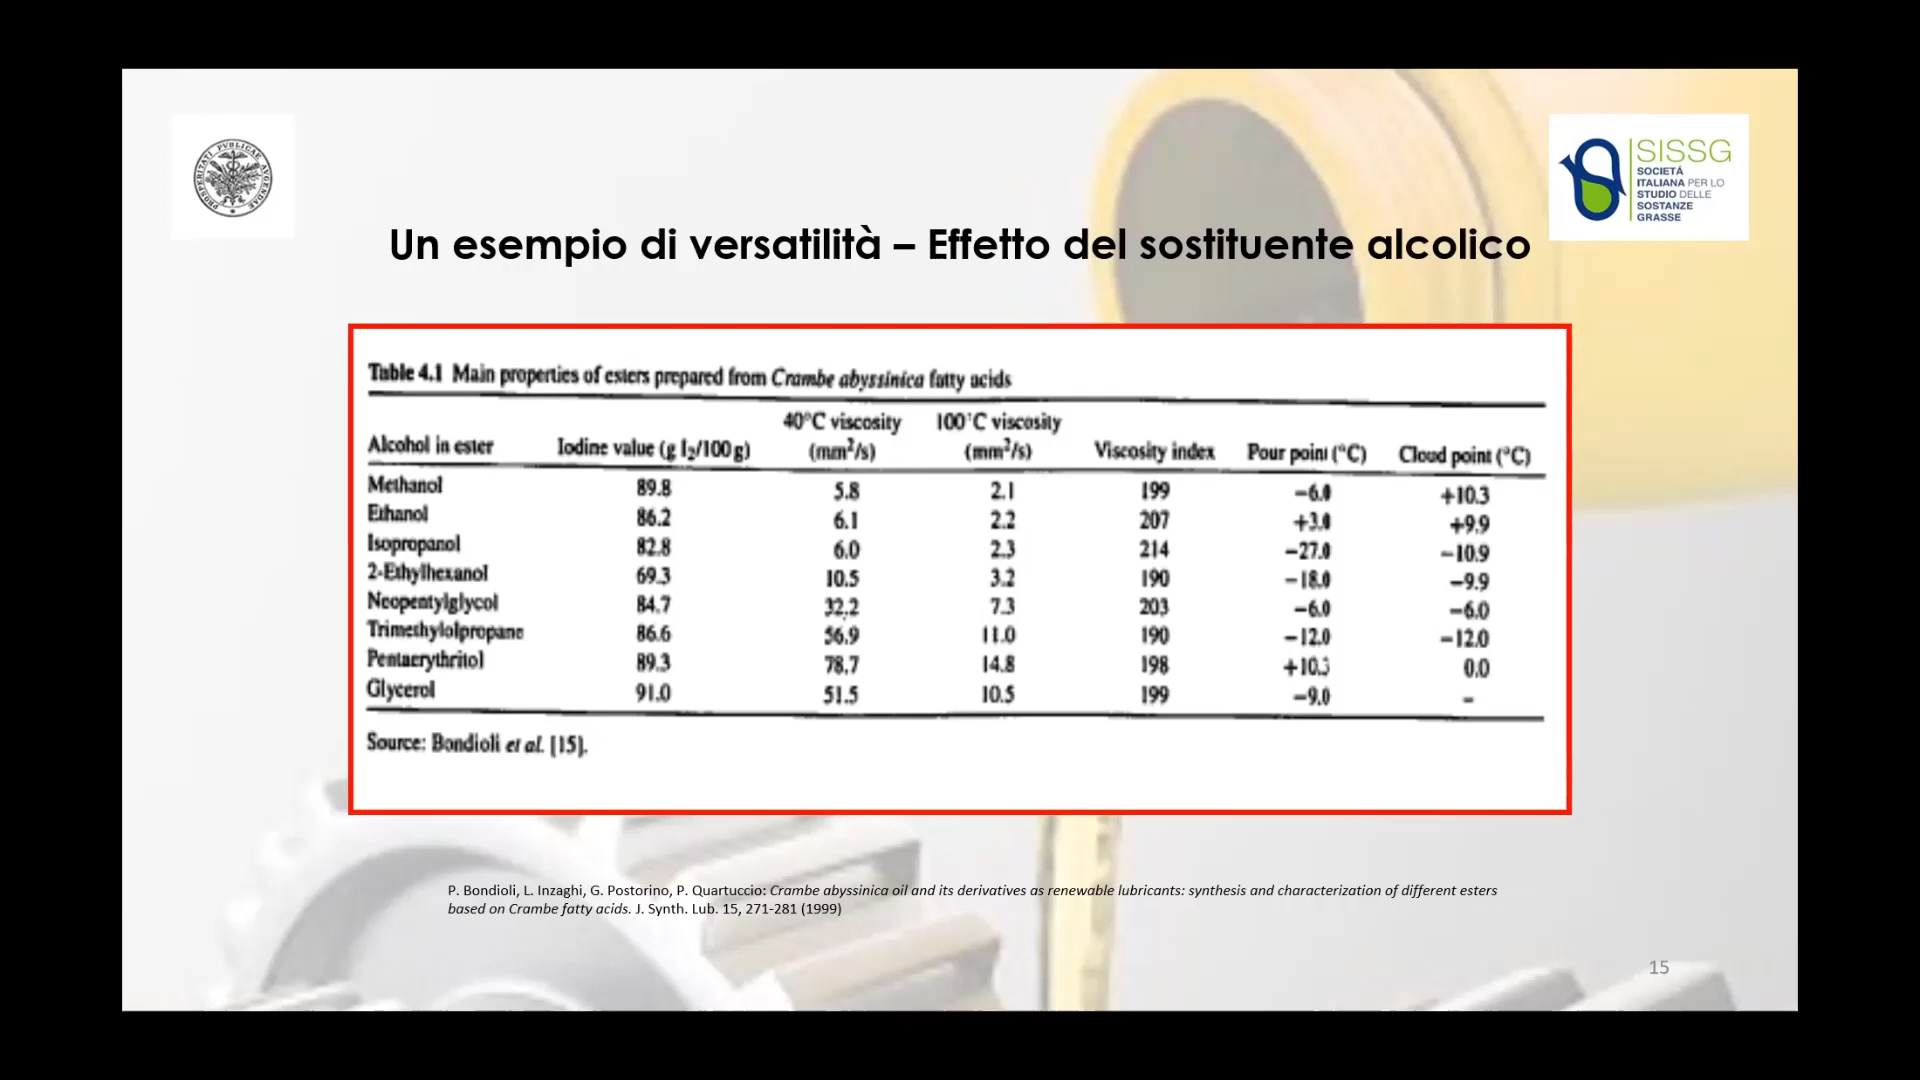 PROSPERITATI PUBLICAE AVGENDAE
SISSG
SOCIETÀ
ITALIANA PER LO
STUDIO DELLE
SOSTANZE
GRASSE
Un esempio di versatilità – Effetto del sostituente alcolico
Table 4.1 Main properties of esters prepared from Crambe abyssinica fatty acids
40°C viscosity 100°C viscosity
Alcohol in ester Iodine value (g I2/100 g) (mm²/s) (mm²/s) Viscosity index Pour point (°C) Cloud point (°C)
Methanol 89.8 5.8 2.1 199 −6.0 +10.3
Ethanol 86.2 6.1 2.2 207 +3.0 +9.9
Isopropanol 82.8 6.0 2.3 214 −27.0 −10.9
2-Ethylhexanol 69.3 10.5 3.2 190 −18.0 −9.9
Neopentylglycol 84.7 32.2 7.3 203 −6.0 −6.0
Trimethylolpropane 86.6 56.9 11.0 190 −12.0 −12.0
Pentaerythritol 89.3 78.7 14.8 198 +10.3 0.0
Glycerol 91.0 51.5 10.5 199 −9.0 –
Source: Bondioli et al. [15].
P. Bondioli, L. Inzaghi, G. Postorino, P. Quartuccio: Crambe abyssinica oil and its derivatives as renewable lubricants: synthesis and characterization of different esters
based on Crambe fatty acids. J. Synth. Lub. 15, 271-281 (1999)
15